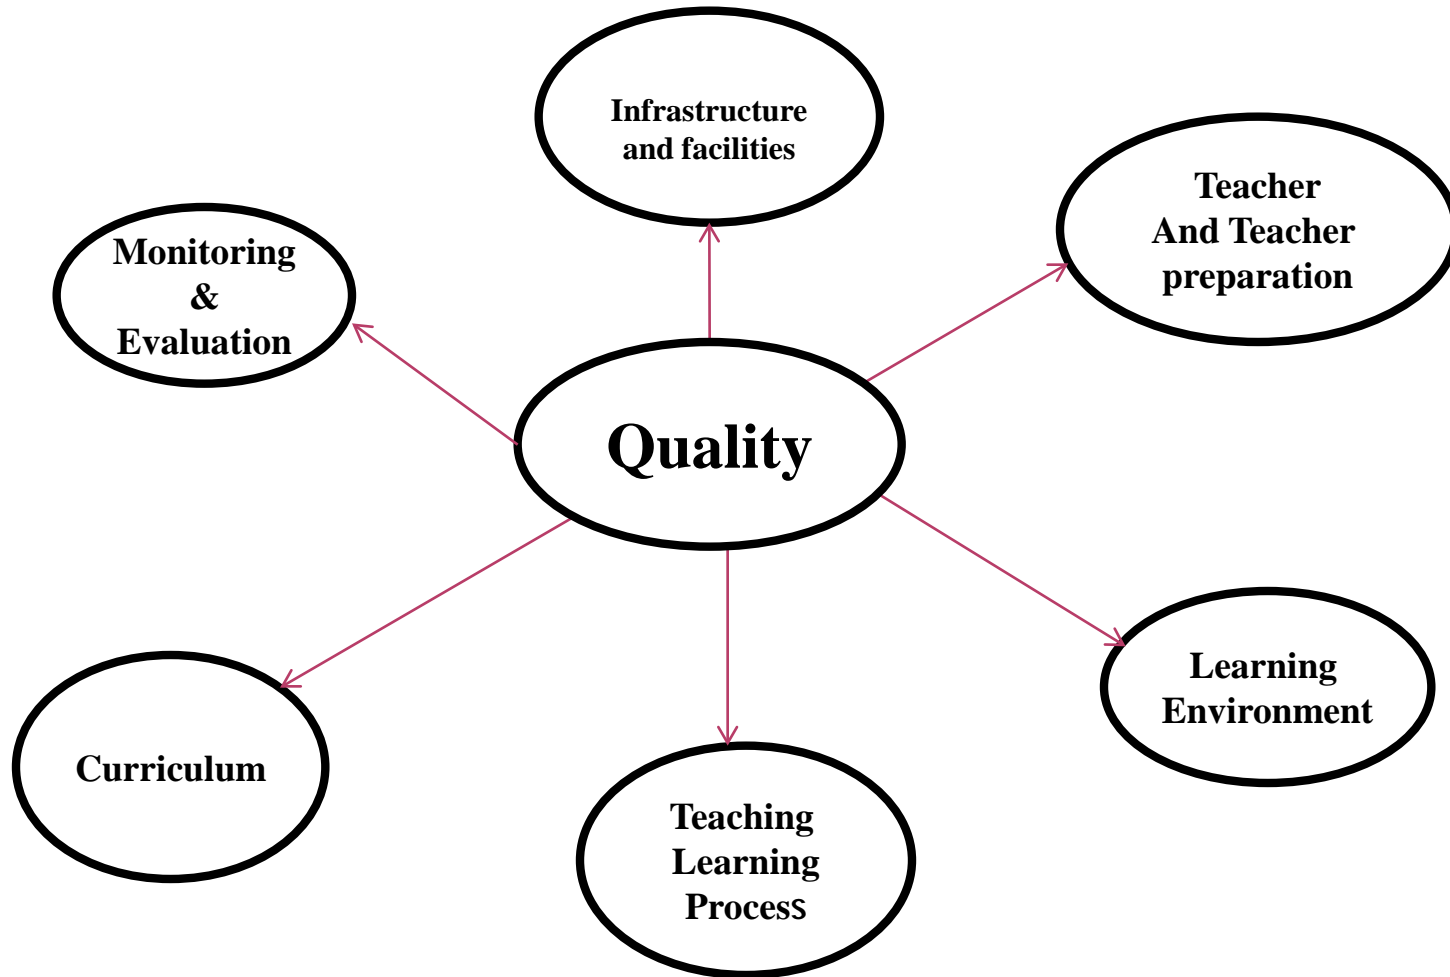 Infrastructure
and facilities
Teacher
And Teacher
preparation
Monitoring
&
Evaluation
Quality
Learning
Environment
Curriculum
Teaching
Learning
Process